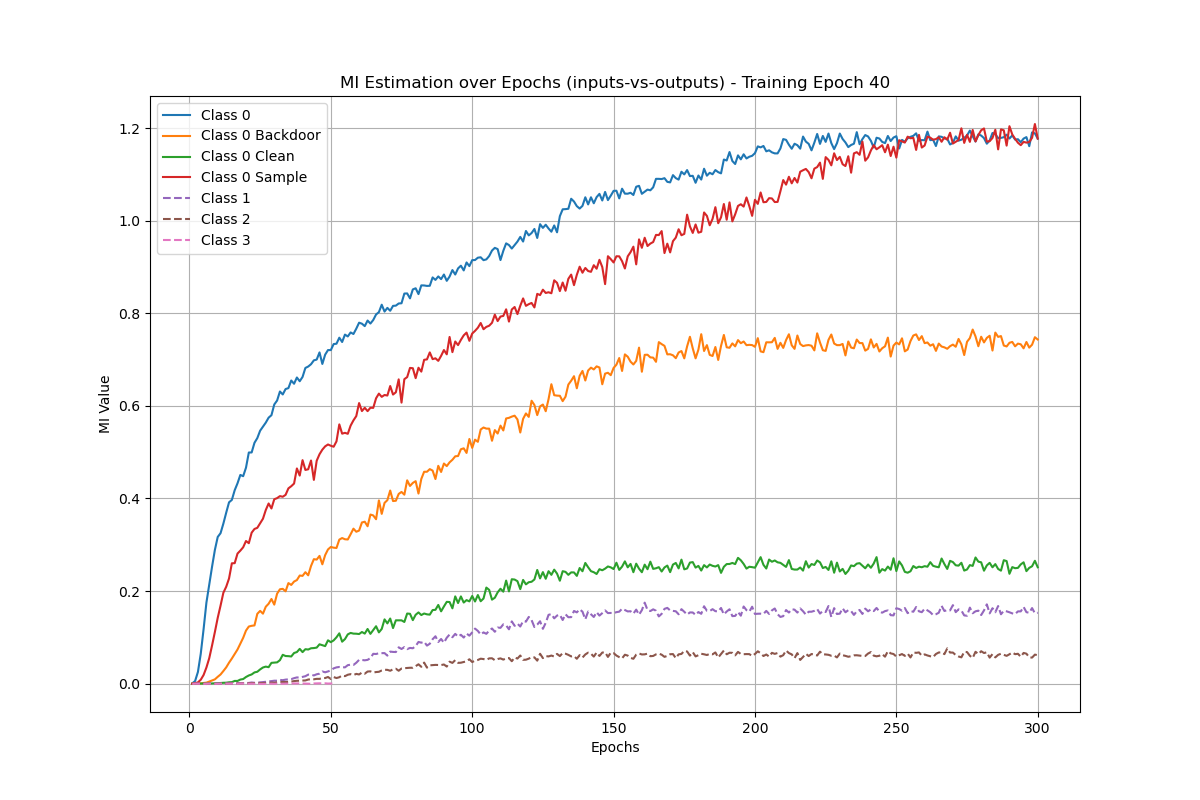 MI Estimation over Epochs (inputs-vs-outputs) - Training Epoch 40
Class 0
Class 0 Backdoor
Class 0 Clean
Class 0 Sample
Class 1
Class 2
Class 3
1.2
1.0
0.8
0.6
0.4
0.2
0.0
MI Value
0 50 100 150 200 250 300
Epochs